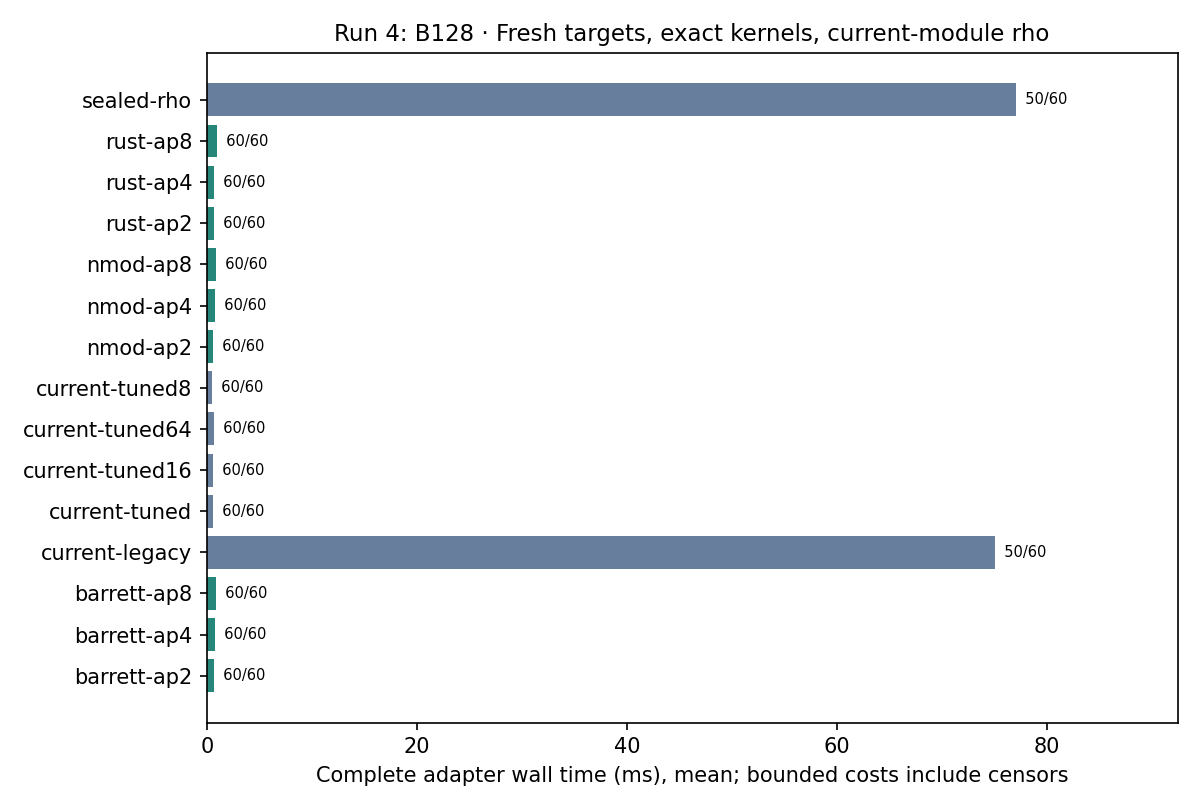 Run 4: B128 · Fresh targets, exact kernels, current-module rho
sealed-rho 50/60
rust-ap8 60/60
rust-ap4 60/60
rust-ap2 60/60
nmod-ap8 60/60
nmod-ap4 60/60
nmod-ap2 60/60
current-tuned8 60/60
current-tuned64 60/60
current-tuned16 60/60
current-tuned 60/60
current-legacy 50/60
barrett-ap8 60/60
barrett-ap4 60/60
barrett-ap2 60/60
0 20 40 60 80
Complete adapter wall time (ms), mean; bounded costs include censors